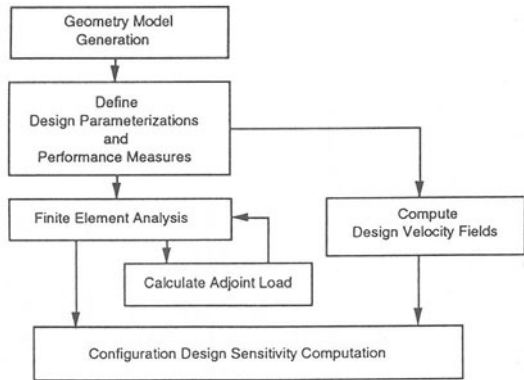 Geometry Model
Generation
Define
Design Parameterizations
and
Performance Measures
Finite Element Analysis
Compute
Design Velocity Fields
Calculate Adjoint Load
Configuration Design Sensitivity Computation